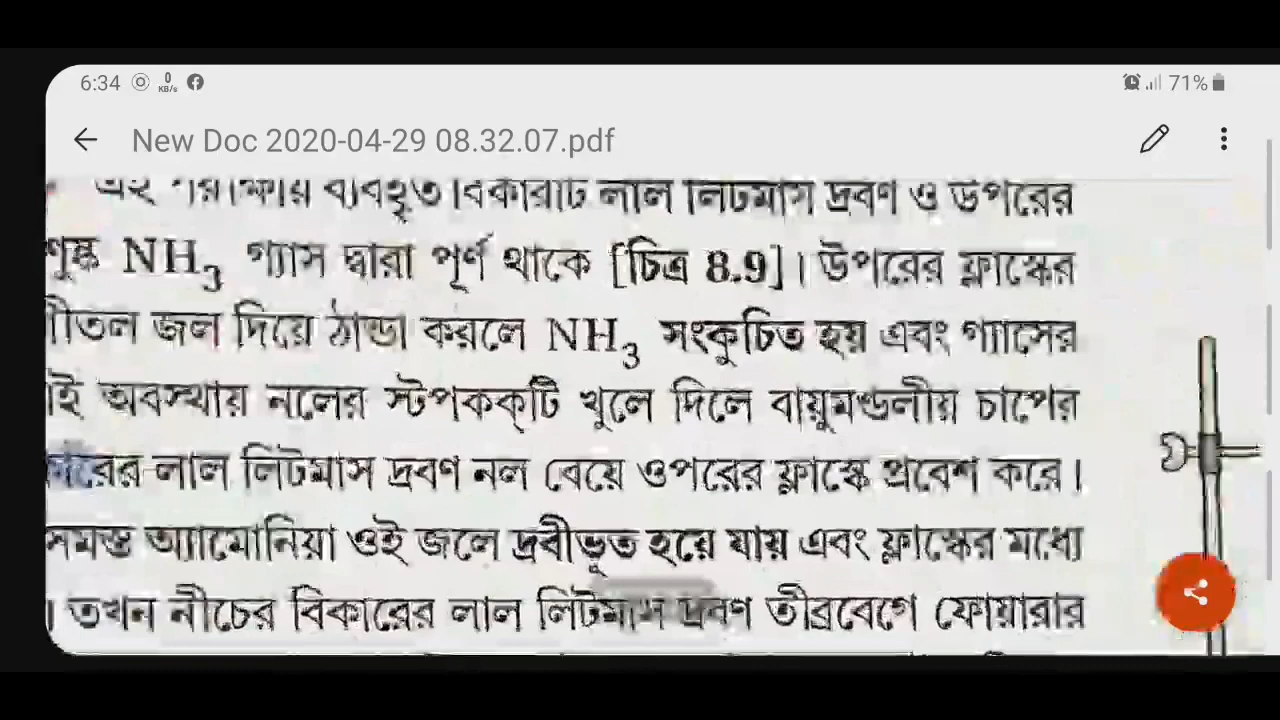 6:34 0 KB/s 71%
New Doc 2020-04-29 08.32.07.pdf
এই পরীক্ষায় ব্যবহৃত বিকারটি লাল লিটমাস দ্রবণ ও উপরের
শুষ্ক NH3 গ্যাস দ্বারা পূর্ণ থাকে [চিত্র 8.9]। উপরের ফ্লাস্কের
শীতল জল দিয়ে ঠান্ডা করলে NH3 সংকুচিত হয় এবং গ্যাসের
ই অবস্থায় নলের স্টপককটি খুলে দিলে বায়ুমণ্ডলীয় চাপের
কারের লাল লিটমাস দ্রবণ নল বেয়ে ওপরের ফ্লাস্কে প্রবেশ করে।
সমস্ত অ্যামোনিয়া ওই জলে দ্রবীভূত হয়ে যায় এবং ফ্লাস্কের মধ্যে
। তখন নীচের বিকারের লাল লিটমাস দ্রবণ তীব্রবেগে ফোয়ারার